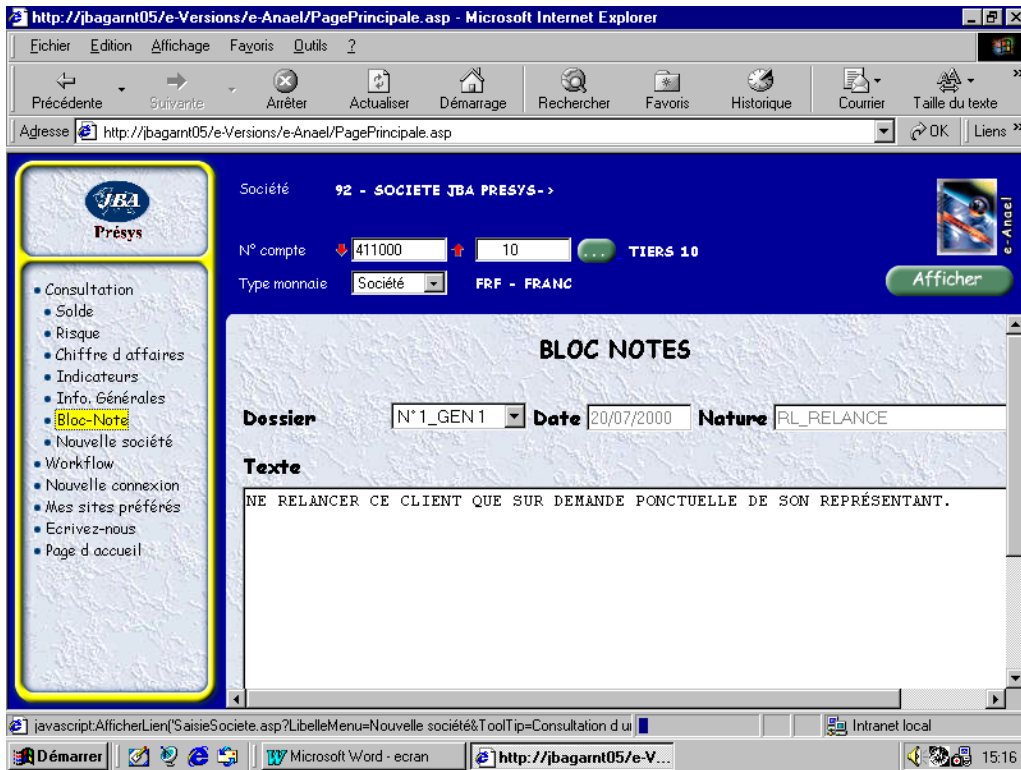 http://jbagarnt05/e-Versions/e-Anael/PagePrincipale.asp - Microsoft Internet Explorer
Fichier Edition Affichage Favoris Outils ?
Précédente Suivante Arrêter Actualiser Démarrage Rechercher Favoris Historique Courrier Taille du texte
Adresse http://jbagarnt05/e-Versions/e-Anael/PagePrincipale.asp OK Liens
JBA
Présys
Société 92 - SOCIETE JBA PRESYS->
N° compte 411000 10 ... TIERS 10
Type monnaie Société FRF - FRANC
e-Anael
Afficher
Consultation
Solde
Risque
Chiffre d affaires
Indicateurs
Info. Générales
Bloc-Note
Nouvelle société
Workflow
Nouvelle connexion
Mes sites préférés
Ecrivez-nous
Page d accueil
BLOC NOTES
Dossier N°1_GEN 1 Date 20/07/2000 Nature RL_RELANCE
Texte
NE RELANCER CE CLIENT QUE SUR DEMANDE PONCTUELLE DE SON REPRÉSENTANT.
javascript:AfficherLien('SaisieSociete.asp?LibelleMenu=Nouvelle société&ToolTip=Consultation d u Intranet local
Démarrer Microsoft Word - ecran http://jbagarnt05/e-V... 15:16